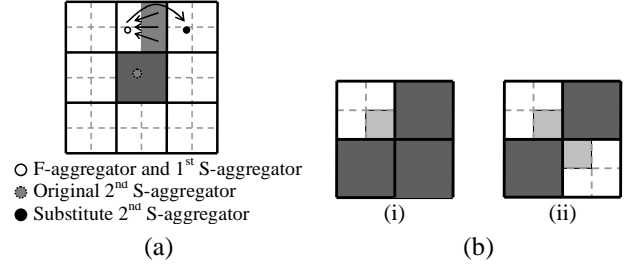 F-aggregator and 1st S-aggregator
Original 2nd S-aggregator
Substitute 2nd S-aggregator
(i)
(ii)
(a)
(b)